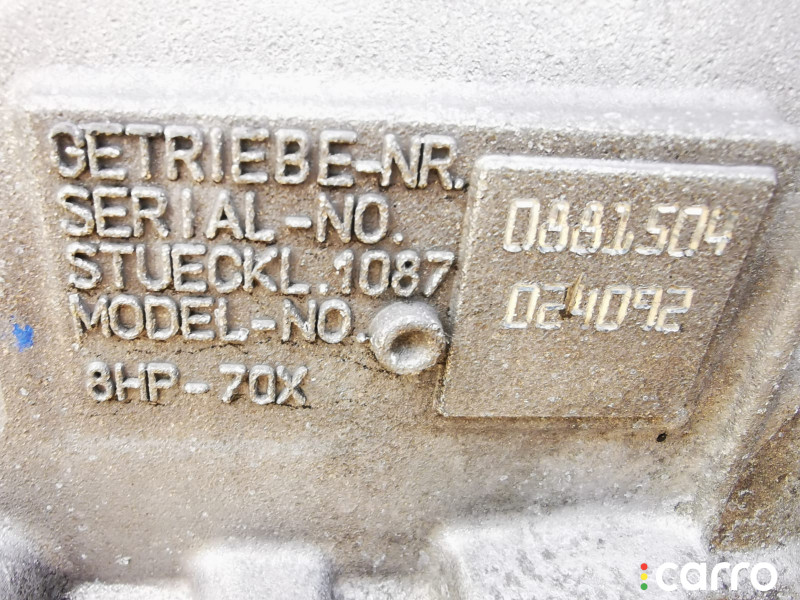 GETRIEBE-NR.
SERIAL-NO.
0881504
STUECKL.1087
MODEL-NO.
024092
8HP-70X
carro